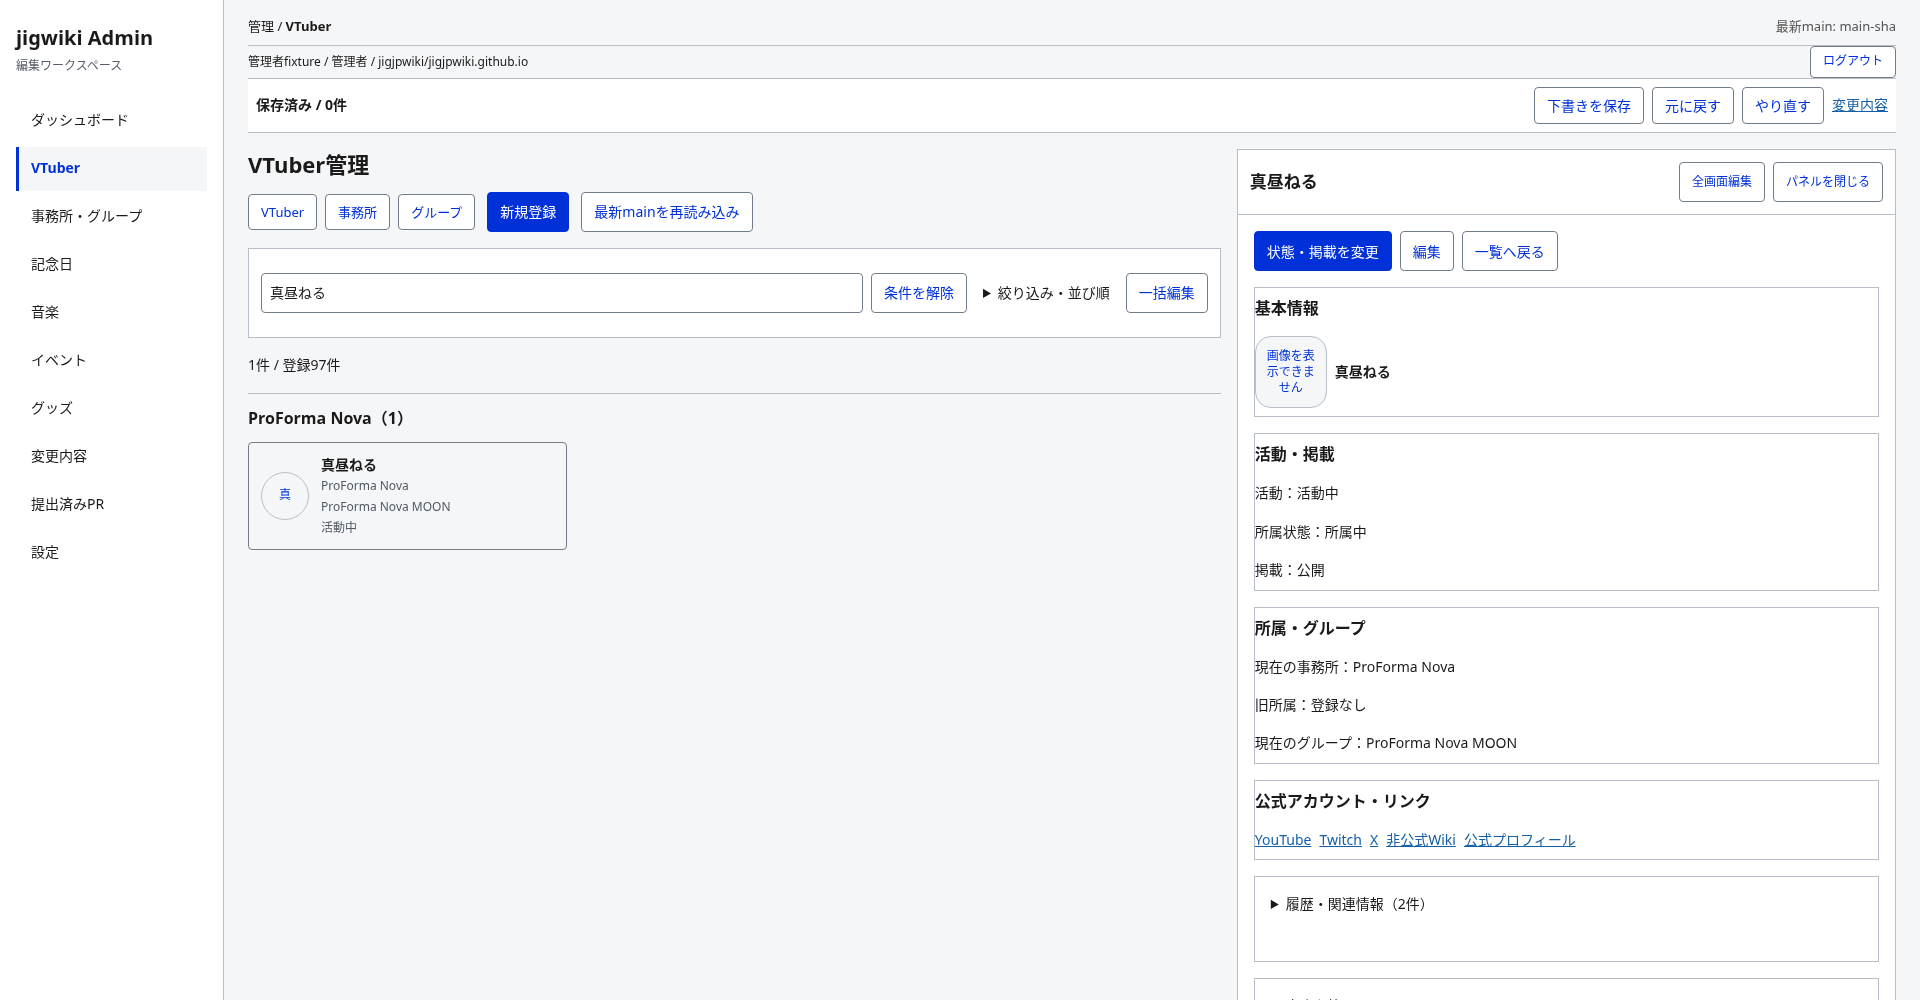 jigwiki Admin
編集ワークスペース
ダッシュボード
VTuber
事務所・グループ
記念日
音楽
イベント
グッズ
変更内容
提出済みPR
設定
管理 / VTuber
最新main: main-sha
管理者fixture / 管理者 / jigjpwiki/jigjpwiki.github.io
ログアウト
保存済み / 0件
下書きを保存
元に戻す
やり直す
変更内容
VTuber管理
VTuber
事務所
グループ
新規登録
最新mainを再読み込み
真昼ねる
条件を解除
▶ 絞り込み・並び順
一括編集
1件 / 登録97件
ProForma Nova（1）
真
真昼ねる
ProForma Nova
ProForma Nova MOON
活動中
真昼ねる
全画面編集
パネルを閉じる
状態・掲載を変更
編集
一覧へ戻る
基本情報
画像を表
示できま
せん
真昼ねる
活動・掲載
活動：活動中
所属状態：所属中
掲載：公開
所属・グループ
現在の事務所：ProForma Nova
旧所属：登録なし
現在のグループ：ProForma Nova MOON
公式アカウント・リンク
YouTube Twitch X 非公式Wiki 公式プロフィール
▶ 履歴・関連情報（2件）